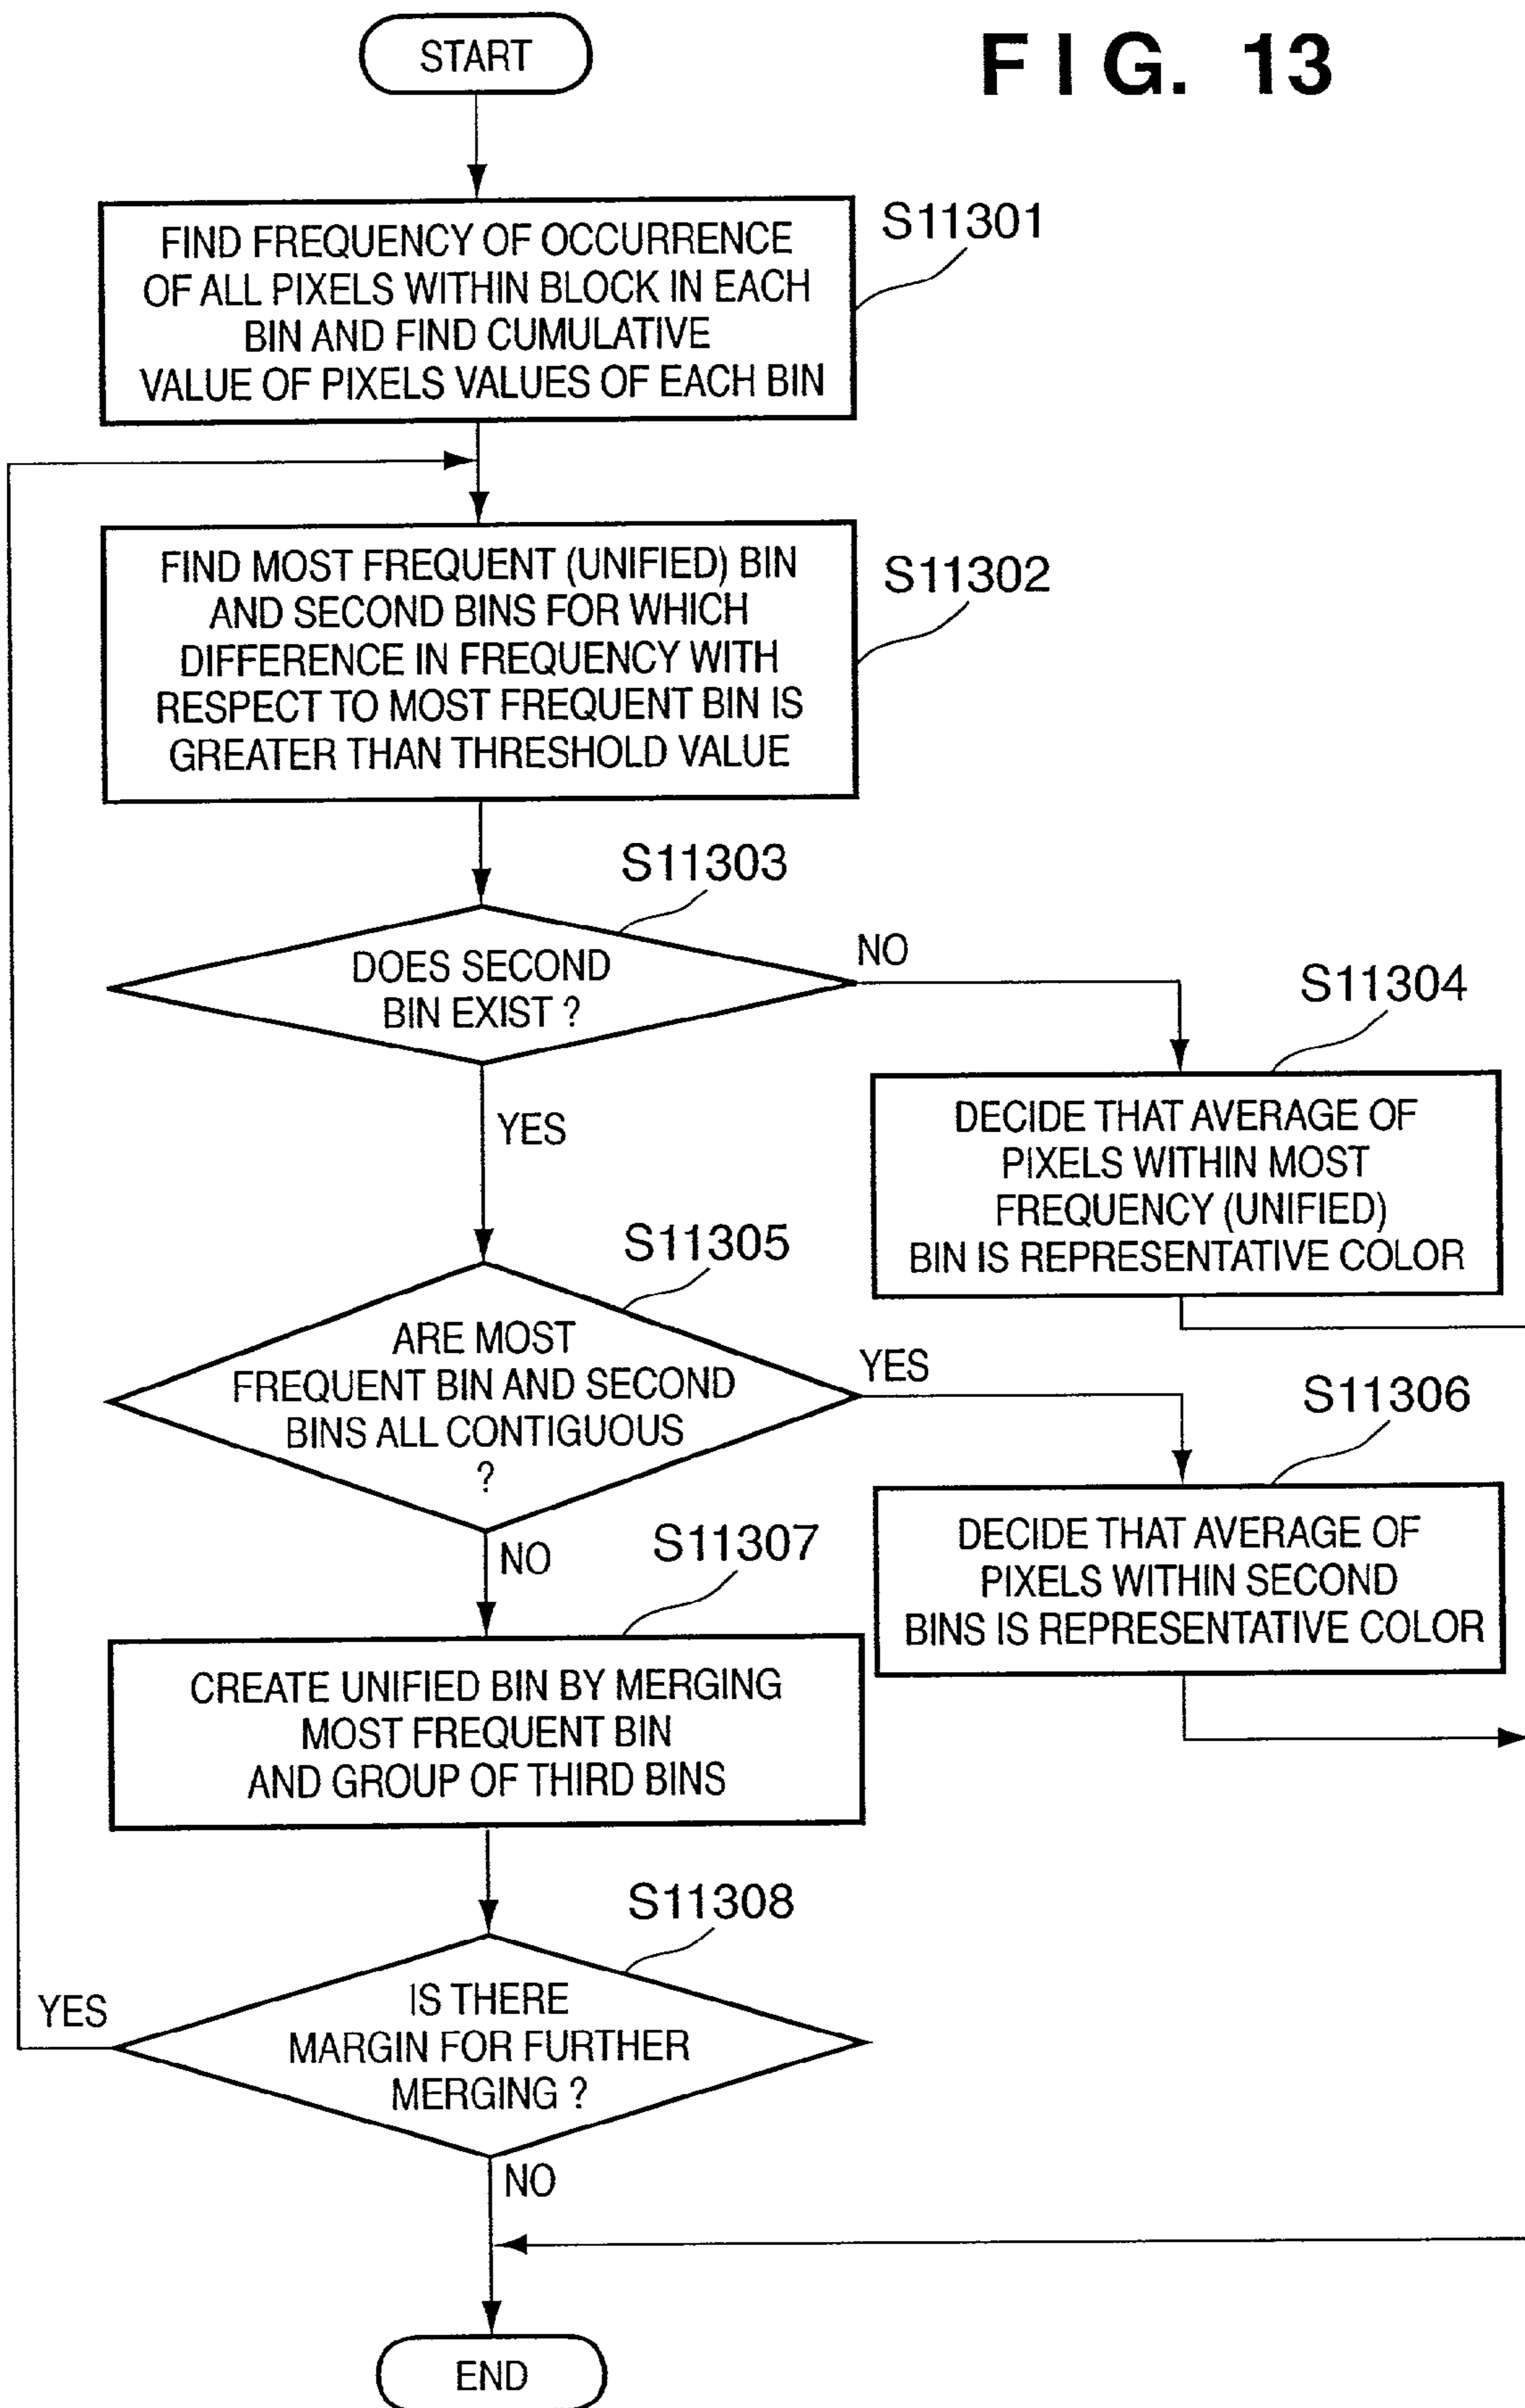 START
FIG. 13
FIND FREQUENCY OF OCCURRENCE
OF ALL PIXELS WITHIN BLOCK IN EACH
BIN AND FIND CUMULATIVE
VALUE OF PIXELS VALUES OF EACH BIN
S11301
FIND MOST FREQUENT (UNIFIED) BIN
AND SECOND BINS FOR WHICH
DIFFERENCE IN FREQUENCY WITH
RESPECT TO MOST FREQUENT BIN IS
GREATER THAN THRESHOLD VALUE
S11302
S11303
DOES SECOND
BIN EXIST ?
NO
YES
S11304
DECIDE THAT AVERAGE OF
PIXELS WITHIN MOST
FREQUENCY (UNIFIED)
BIN IS REPRESENTATIVE COLOR
S11305
ARE MOST
FREQUENT BIN AND SECOND
BINS ALL CONTIGUOUS
?
YES
NO
S11306
DECIDE THAT AVERAGE OF
PIXELS WITHIN SECOND
BINS IS REPRESENTATIVE COLOR
S11307
CREATE UNIFIED BIN BY MERGING
MOST FREQUENT BIN
AND GROUP OF THIRD BINS
S11308
IS THERE
MARGIN FOR FURTHER
MERGING ?
YES
NO
END